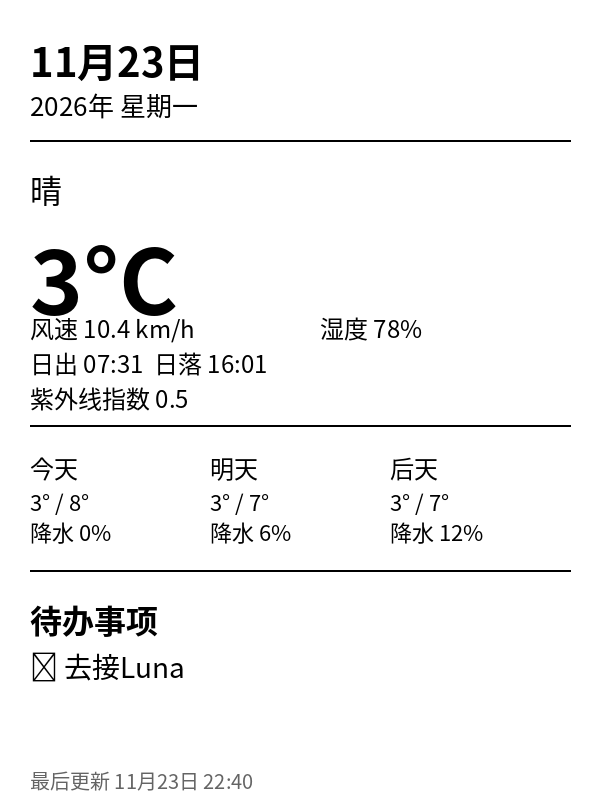 11月23日
2026年 星期一
晴
3°C
风速 10.4 km/h 湿度 78%
日出 07:31 日落 16:01
紫外线指数 0.5
今天 明天 后天
3° / 8° 3° / 7° 3° / 7°
降水 0% 降水 6% 降水 12%
待办事项
去接Luna
最后更新 11月23日 22:40